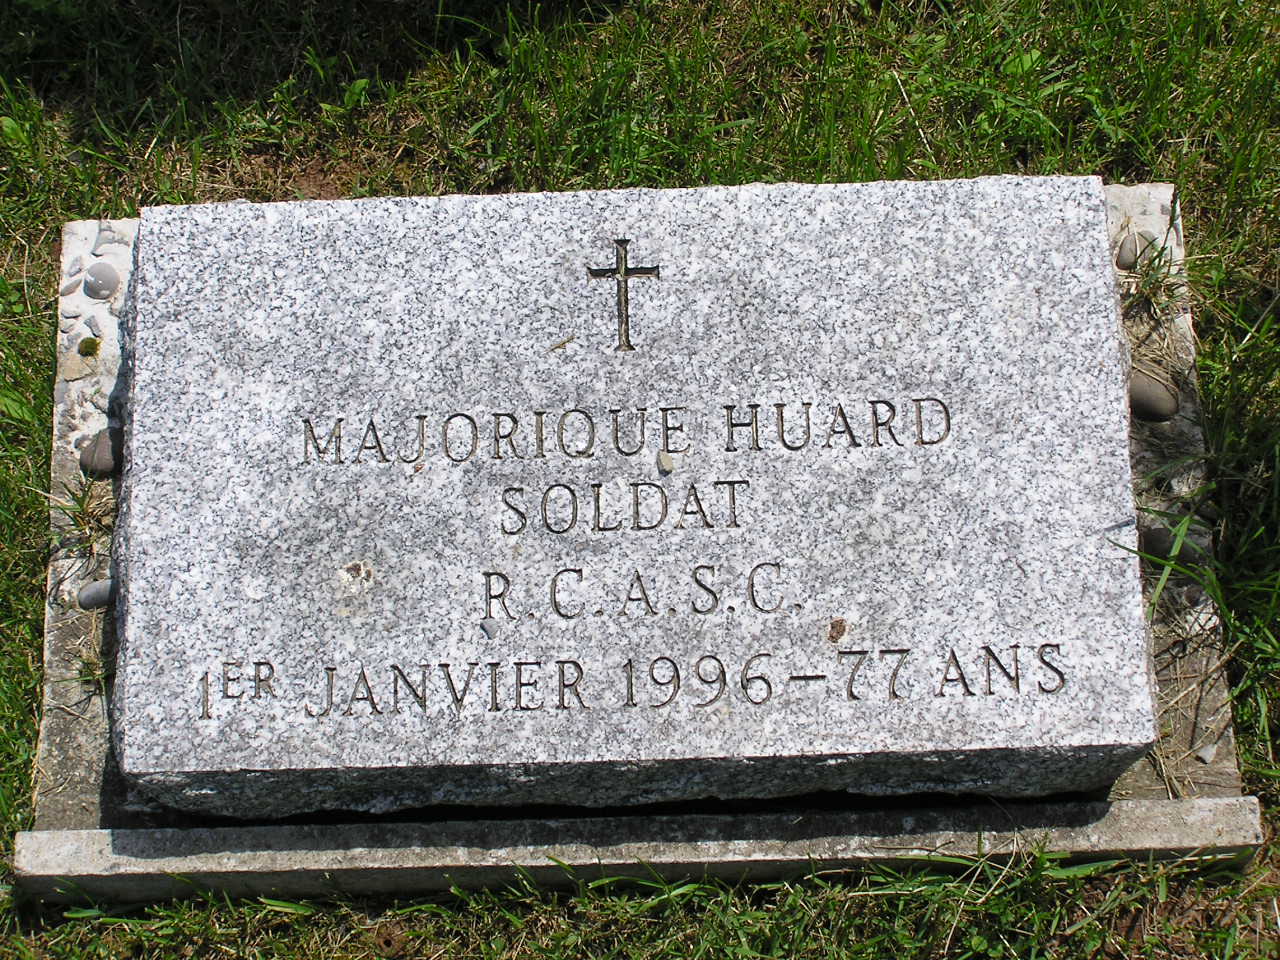 MAJORIQUE HUARD
SOLDAT
R.C.A.S.C.
1ER JANVIER 1996-77 ANS